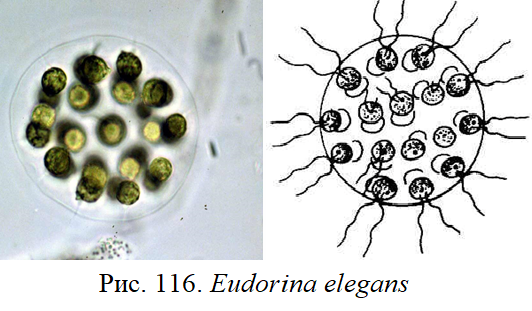 Рис. 116. Eudorina elegans